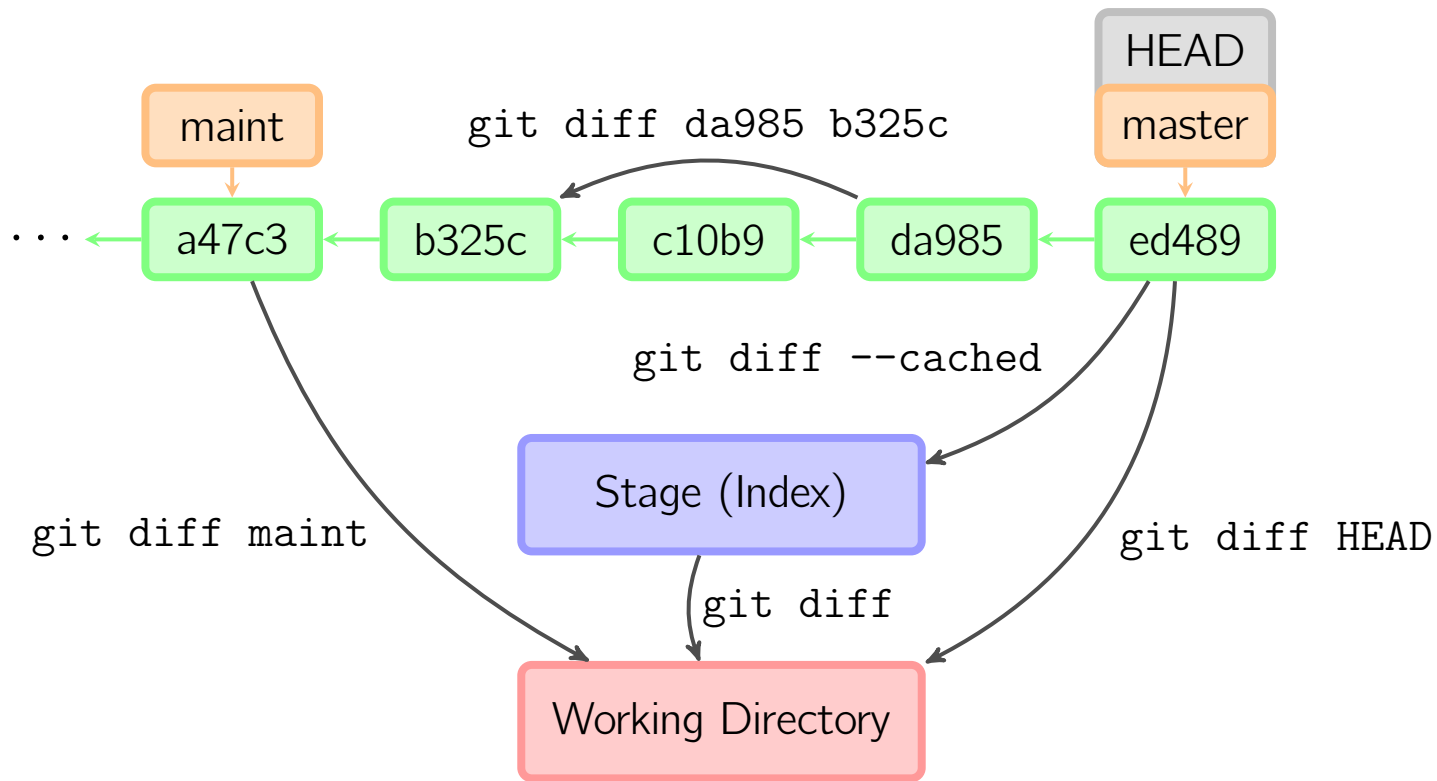 HEAD
maint
git diff da985 b325c
master
... a47c3 b325c c10b9 da985 ed489
git diff --cached
Stage (Index)
git diff maint
git diff HEAD
git diff
Working Directory